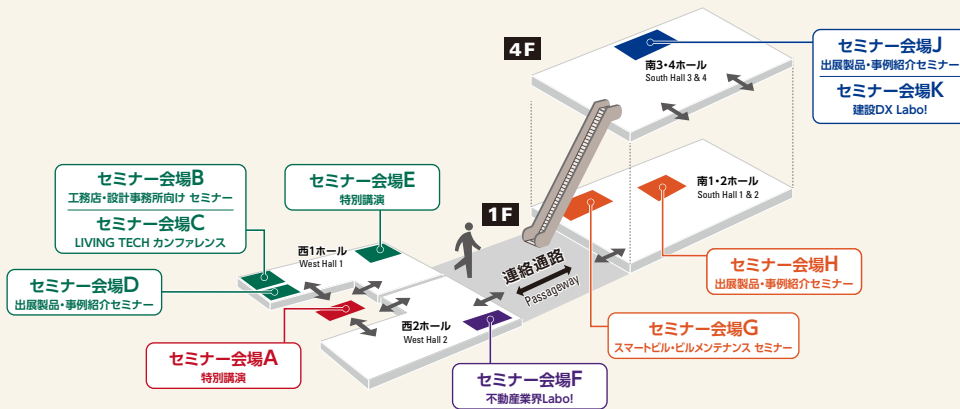 4F
南3・4ホール
South Hall 3 & 4
セミナー会場J
出展製品・事例紹介セミナー
セミナー会場K
建設DX Labo!
セミナー会場B
工務店・設計事務所向け セミナー
セミナー会場C
LIVING TECH カンファレンス
セミナー会場E
特別講演
1F
南1・2ホール
South Hall 1 & 2
西1ホール
West Hall 1
連絡通路
Passageway
セミナー会場H
出展製品・事例紹介セミナー
セミナー会場D
出展製品・事例紹介セミナー
西2ホール
West Hall 2
セミナー会場G
スマートビル・ビルメンテナンス セミナー
セミナー会場A
特別講演
セミナー会場F
不動産業界Labo!